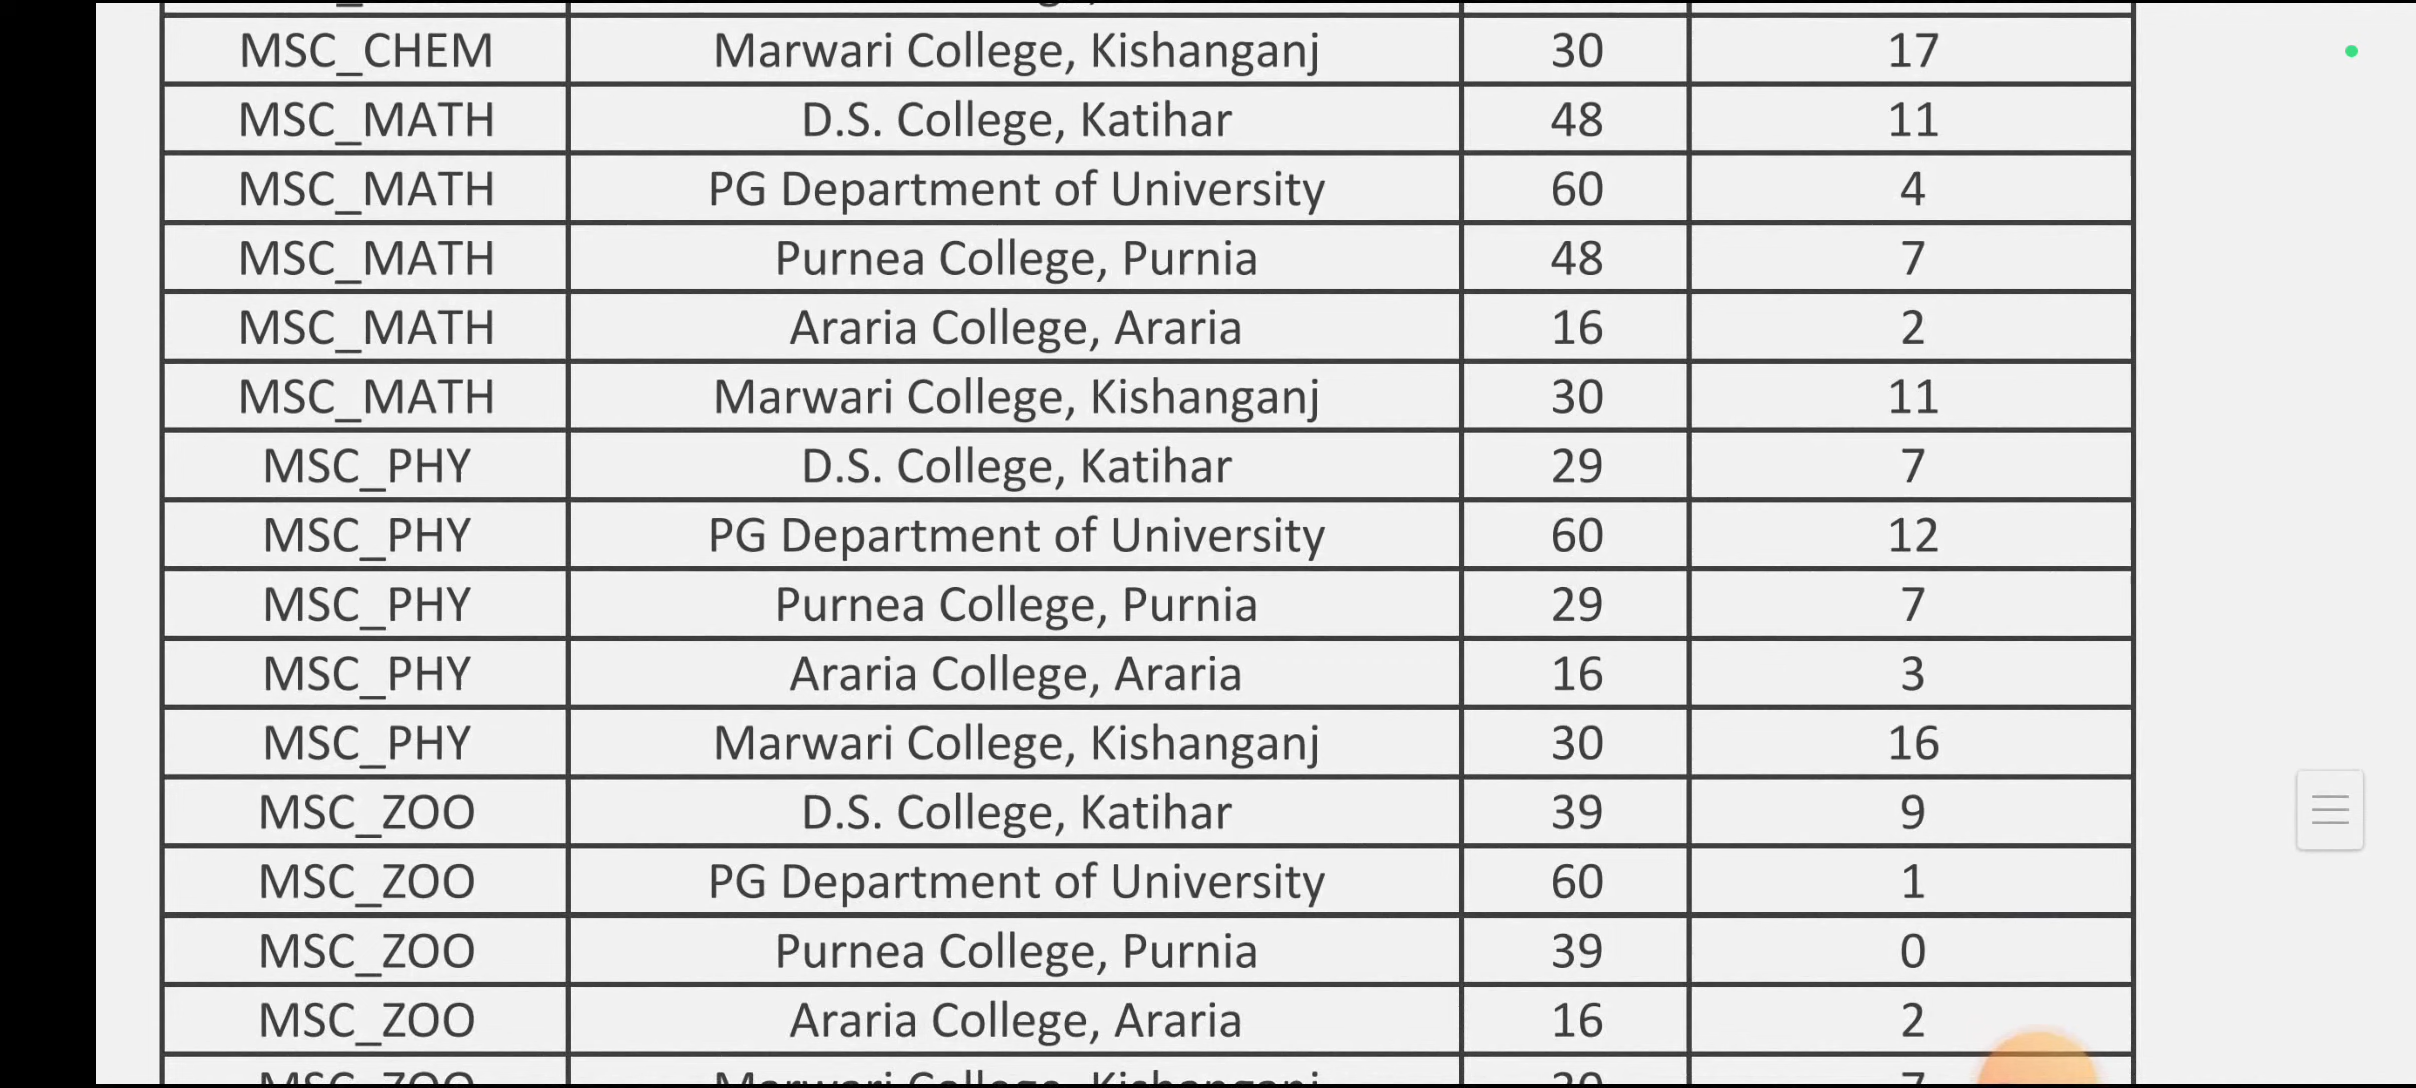 MSC_CHEM Marwari College, Kishanganj 30 17
MSC_MATH D.S. College, Katihar 48 11
MSC_MATH PG Department of University 60 4
MSC_MATH Purnea College, Purnia 48 7
MSC_MATH Araria College, Araria 16 2
MSC_MATH Marwari College, Kishanganj 30 11
MSC_PHY D.S. College, Katihar 29 7
MSC_PHY PG Department of University 60 12
MSC_PHY Purnea College, Purnia 29 7
MSC_PHY Araria College, Araria 16 3
MSC_PHY Marwari College, Kishanganj 30 16
MSC_ZOO D.S. College, Katihar 39 9
MSC_ZOO PG Department of University 60 1
MSC_ZOO Purnea College, Purnia 39 0
MSC_ZOO Araria College, Araria 16 2
MSC_ZOO Marwari College, Kishanganj